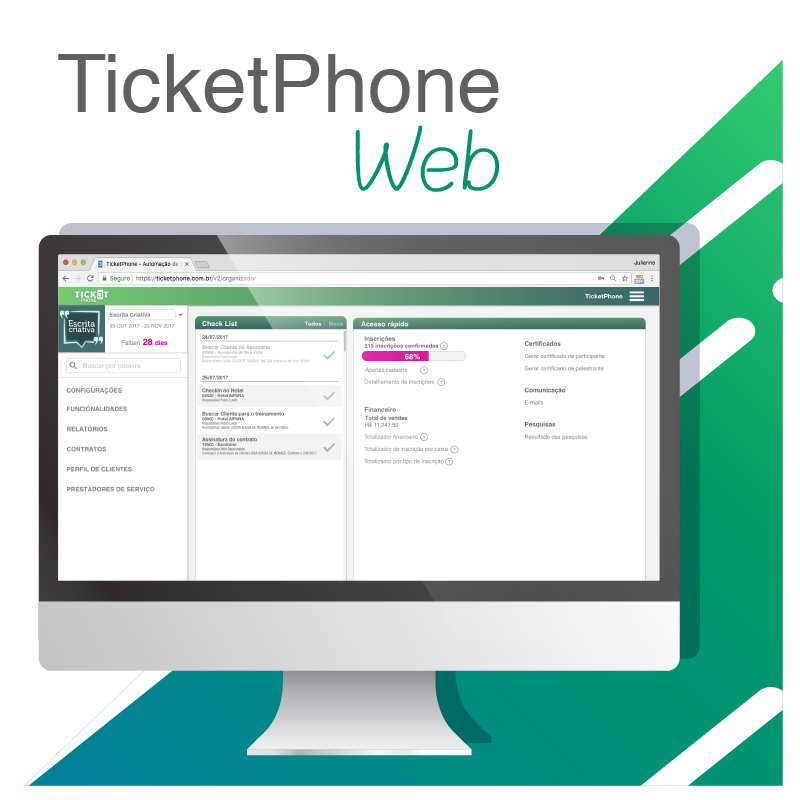 TicketPhone
Web
TicketPhone - Automação de
Julianne
Seguro
https://ticketphone.com.br/v2/organizador
TICK3T
PHONE
TicketPhone
Escrita
criativa
Escrita Criativa
05 OUT 2017 - 20 NOV 2017
Faltam 28 dias
Buscar por palavra
CONFIGURAÇÕES
FUNCIONALIDADES
RELATÓRIOS
CONTRATOS
PERFIL DE CLIENTES
PRESTADORES DE SERVIÇO
Check List
Todos | Meus
24/07/2017
Buscar Cliente no Aeroporto
25/07/2017
CheckIn no Hotel
Buscar Cliente para o treinamento
Assinatura do contrato
Acesso rápido
Inscrições
215 inscrições confirmadas ?
68%
Apenas cadastro ?
Detalhamento de inscrições ?
Financeiro
Total de vendas
R$ 11.247.50
Totalizador financeiro ?
Totalizador de inscrição por caixa ?
Totalizador por tipo de inscrição ?
Certificados
Gerar certificado de participante
Gerar certificado de palestrante
Comunicação
E-mails
Pesquisas
Resultado das pesquisas